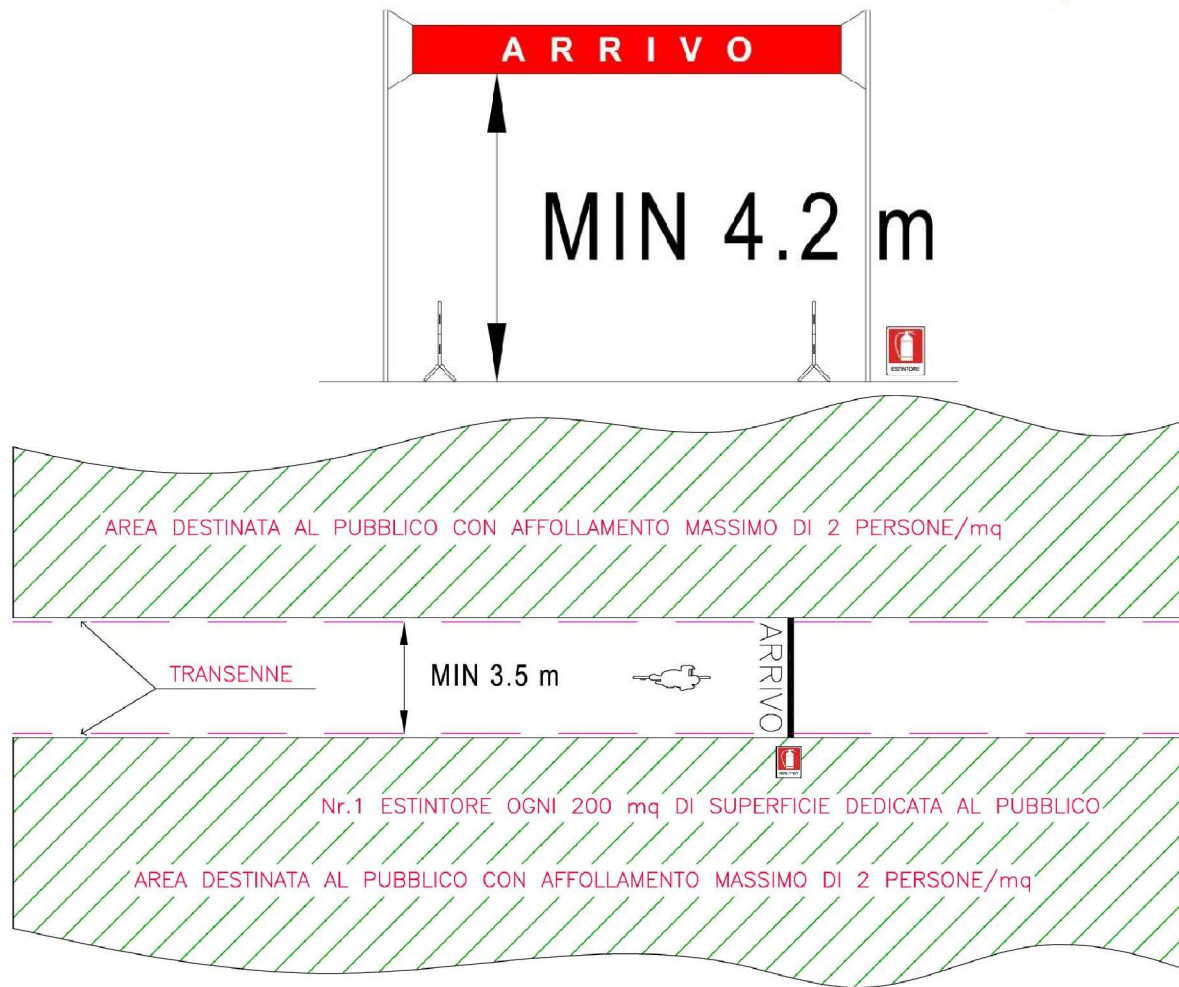 ARRIVO
MIN 4.2 m
ESTINTORE
AREA DESTINATA AL PUBBLICO CON AFFOLLAMENTO MASSIMO DI 2 PERSONE/mq
TRANSENNE
MIN 3.5 m
ARRIVO
Nr.1 ESTINTORE OGNI 200 mq DI SUPERFICIE DEDICATA AL PUBBLICO
AREA DESTINATA AL PUBBLICO CON AFFOLLAMENTO MASSIMO DI 2 PERSONE/mq